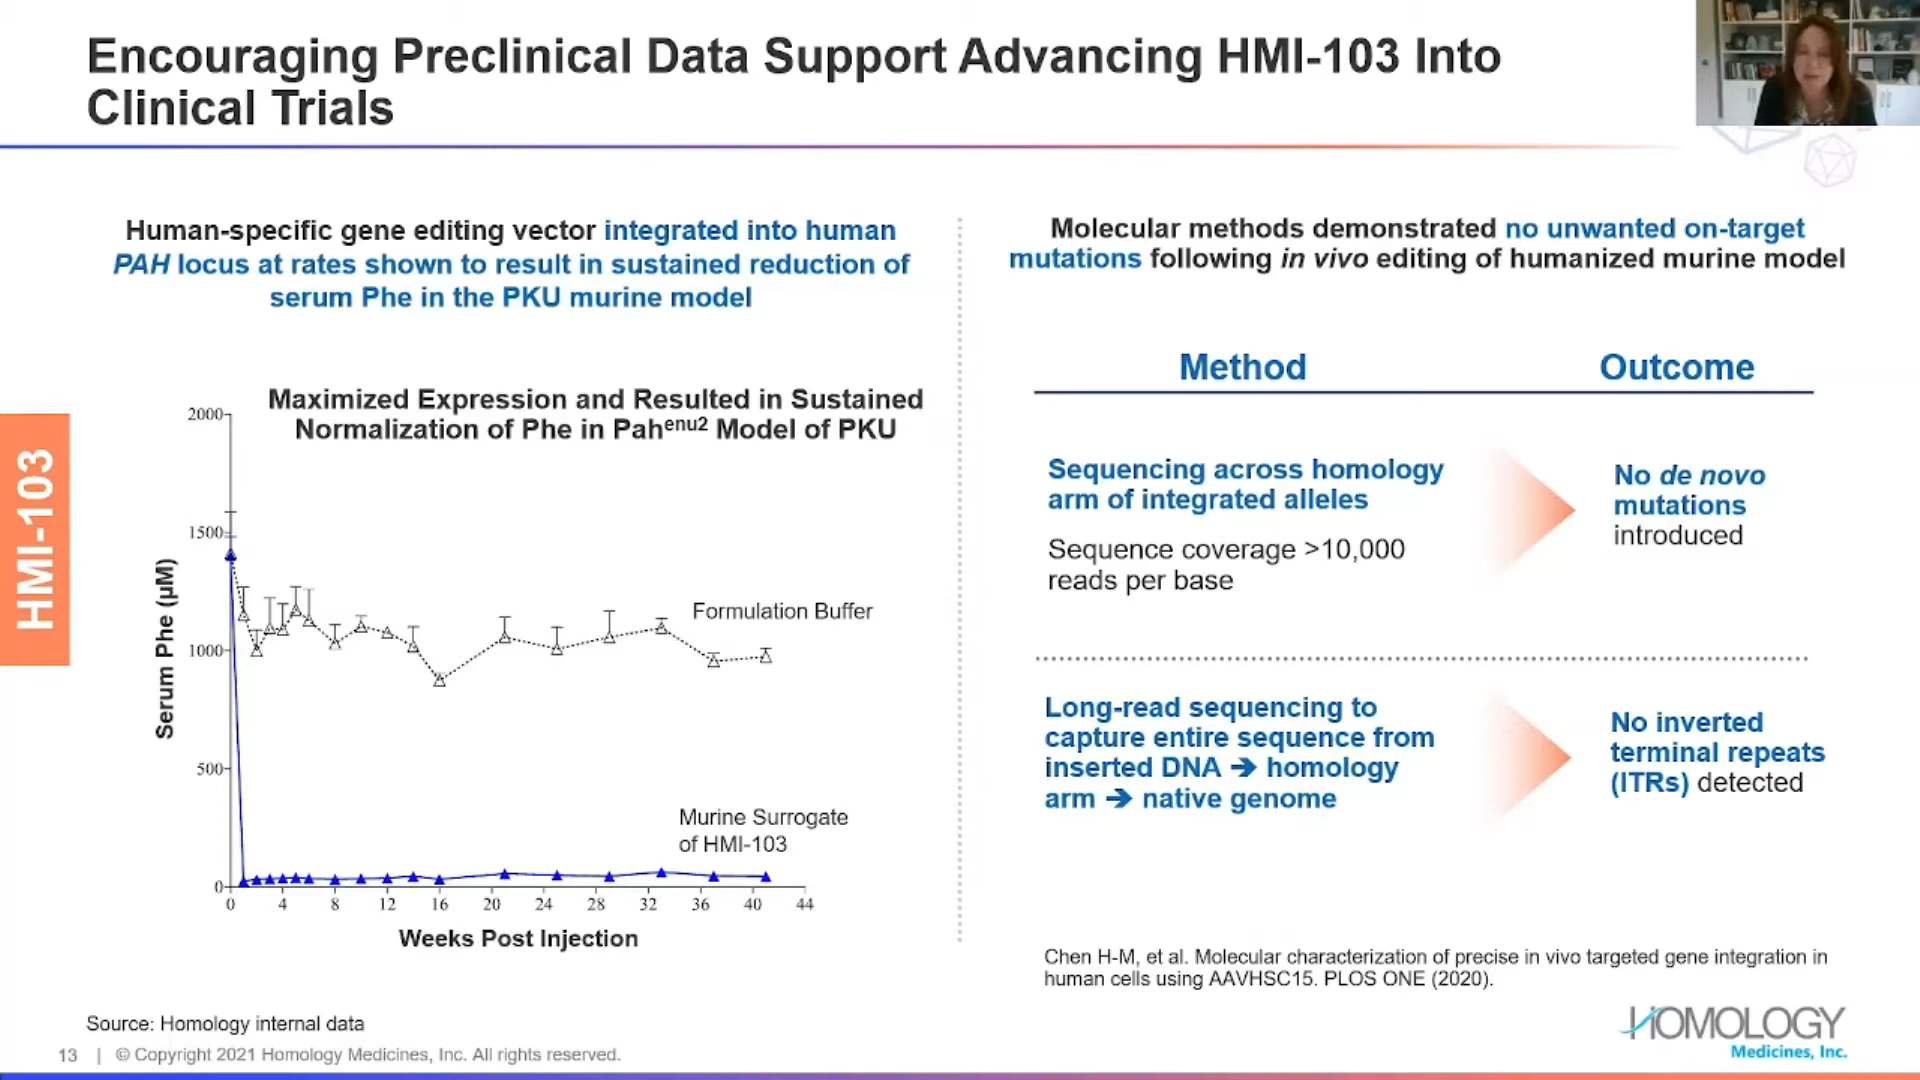 Encouraging Preclinical Data Support Advancing HMI-103 Into
Clinical Trials
HMI-103
Human-specific gene editing vector integrated into human
PAH locus at rates shown to result in sustained reduction of
serum Phe in the PKU murine model
Maximized Expression and Resulted in Sustained
Normalization of Phe in Pahenu2 Model of PKU
Serum Phe (µM)
2000
1500
1000
500
0
Formulation Buffer
Murine Surrogate
of HMI-103
0 4 8 12 16 20 24 28 32 36 40 44
Weeks Post Injection
Molecular methods demonstrated no unwanted on-target
mutations following in vivo editing of humanized murine model
Method Outcome
Sequencing across homology
arm of integrated alleles
Sequence coverage >10,000
reads per base
No de novo
mutations
introduced
Long-read sequencing to
capture entire sequence from
inserted DNA ➔ homology
arm ➔ native genome
No inverted
terminal repeats
(ITRs) detected
Chen H-M, et al. Molecular characterization of precise in vivo targeted gene integration in
human cells using AAVHSC15. PLOS ONE (2020).
Source: Homology internal data
13 | © Copyright 2021 Homology Medicines, Inc. All rights reserved.
HOMOLOGY
Medicines, Inc.